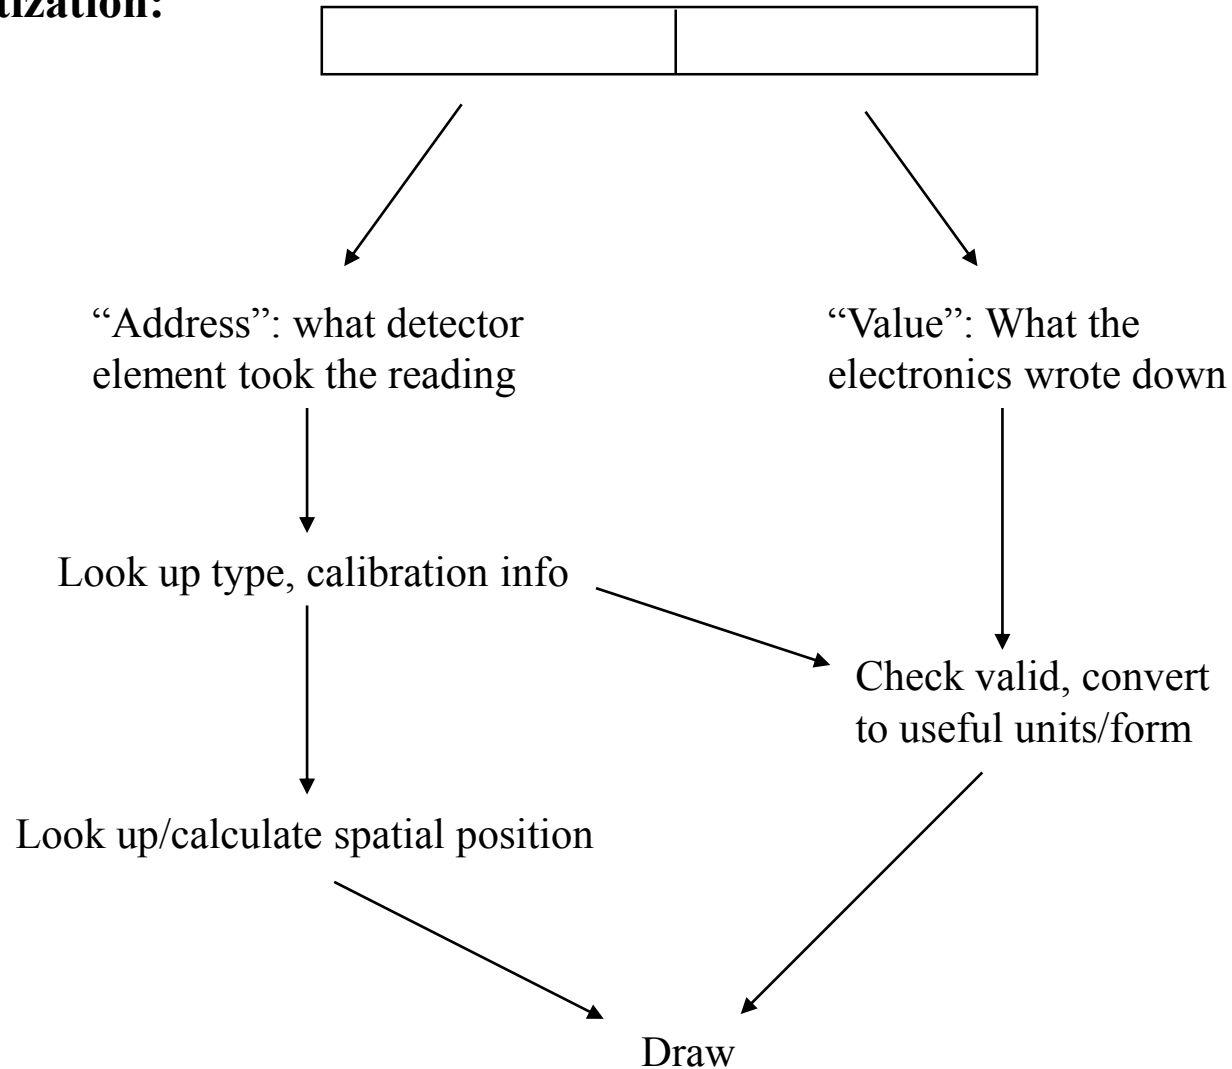 tization:
“Address”: what detector
element took the reading
“Value”: What the
electronics wrote down
Look up type, calibration info
Check valid, convert
to useful units/form
Look up/calculate spatial position
Draw